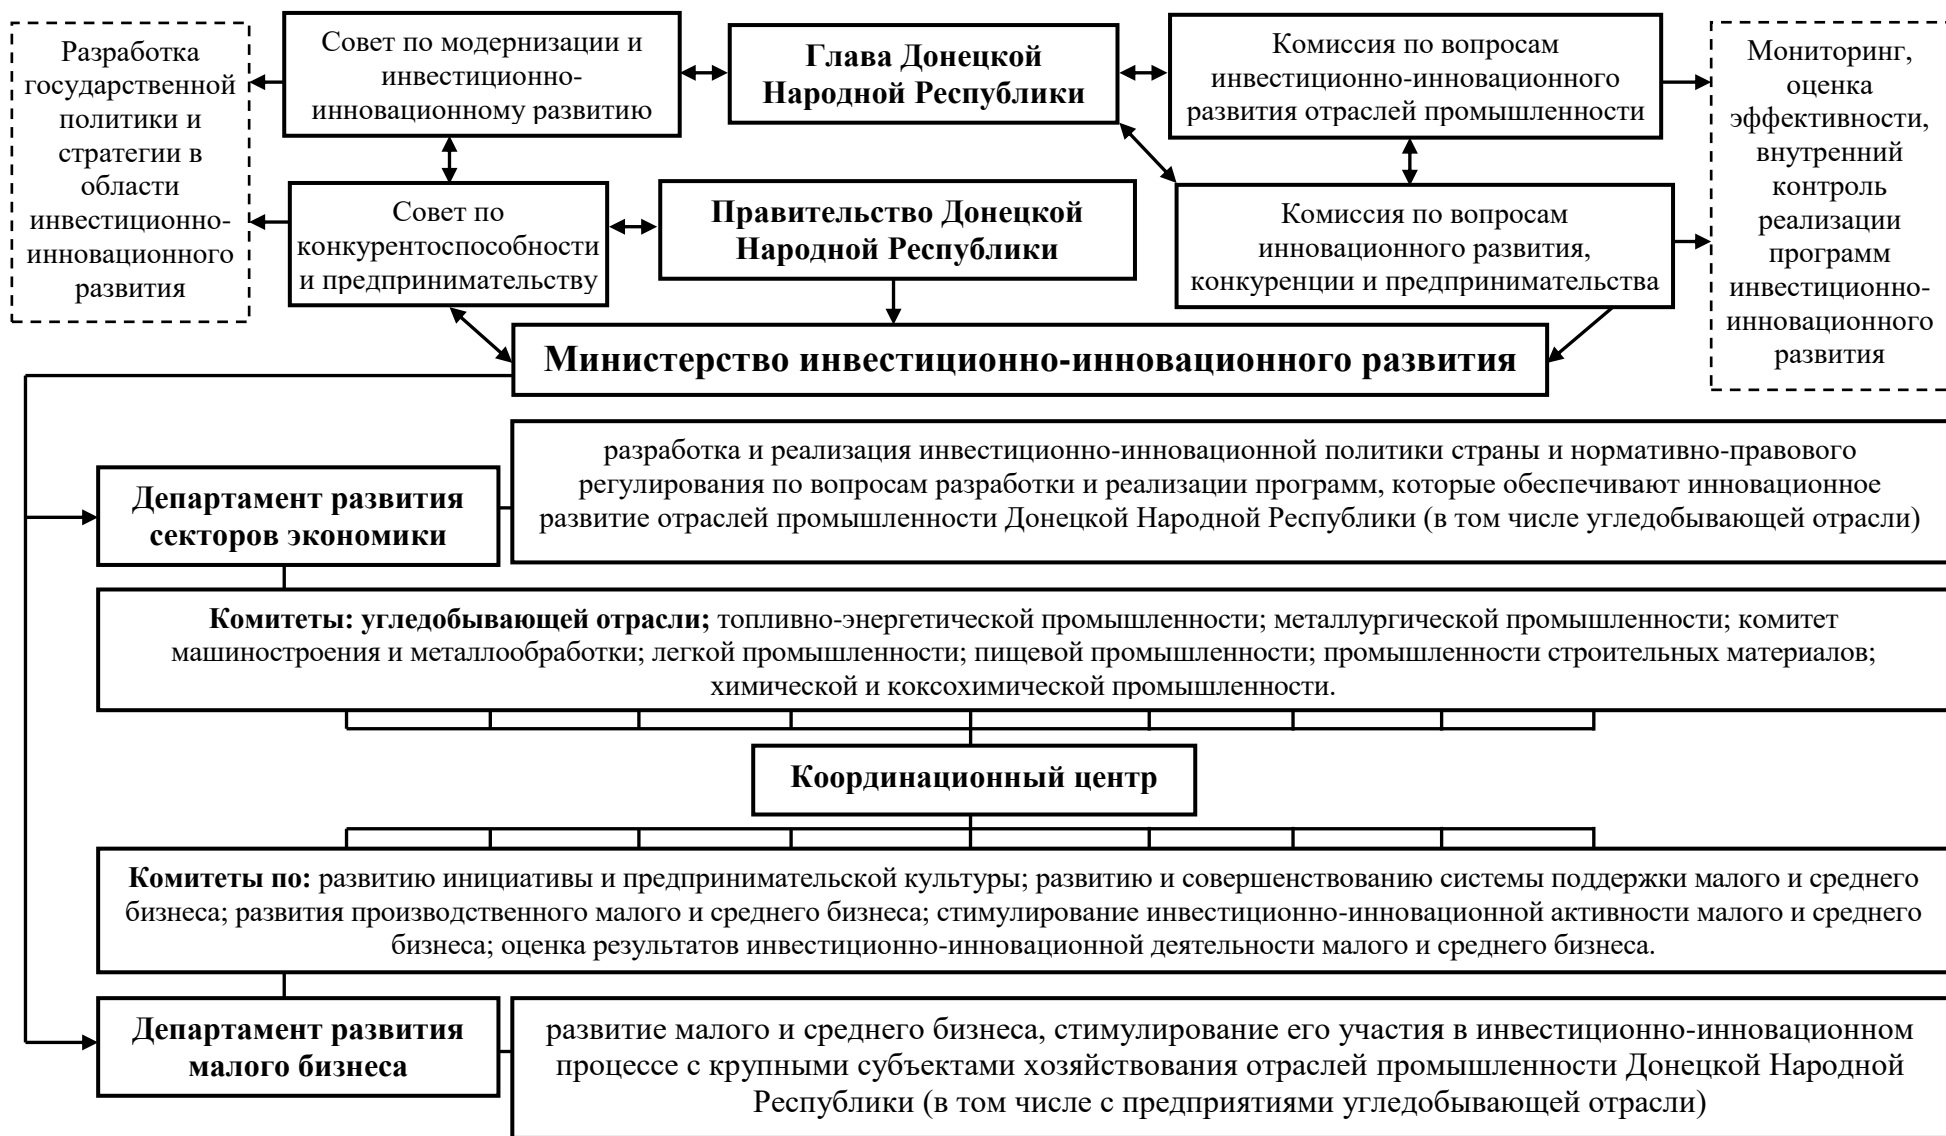 Разработка
государственной
политики и
стратегии в
области
инвестиционно-
инновационного
развития
Совет по модернизации и
инвестиционно-
инновационному развитию
Глава Донецкой
Народной Республики
Комиссия по вопросам
инвестиционно-инновационного
развития отраслей промышленности
Мониторинг,
оценка
эффективности,
внутренний
контроль
реализации
программ
инвестиционно-
инновационного
развития
Совет по
конкурентоспособности
и предпринимательству
Правительство Донецкой
Народной Республики
Комиссия по вопросам
инновационного развития,
конкуренции и предпринимательства
Министерство инвестиционно-инновационного развития
Департамент развития
секторов экономики
разработка и реализация инвестиционно-инновационной политики страны и нормативно-правового
регулирования по вопросам разработки и реализации программ, которые обеспечивают инновационное
развитие отраслей промышленности Донецкой Народной Республики (в том числе угледобывающей отрасли)
Комитеты: угледобывающей отрасли; топливно-энергетической промышленности; металлургической промышленности; комитет
машиностроения и металлообработки; легкой промышленности; пищевой промышленности; промышленности строительных материалов;
химической и коксохимической промышленности.
Координационный центр
Комитеты по: развитию инициативы и предпринимательской культуры; развитию и совершенствованию системы поддержки малого и среднего
бизнеса; развития производственного малого и среднего бизнеса; стимулирование инвестиционно-инновационной активности малого и среднего
бизнеса; оценка результатов инвестиционно-инновационной деятельности малого и среднего бизнеса.
Департамент развития
малого бизнеса
развитие малого и среднего бизнеса, стимулирование его участия в инвестиционно-инновационном
процессе с крупными субъектами хозяйствования отраслей промышленности Донецкой Народной
Республики (в том числе с предприятиями угледобывающей отрасли)